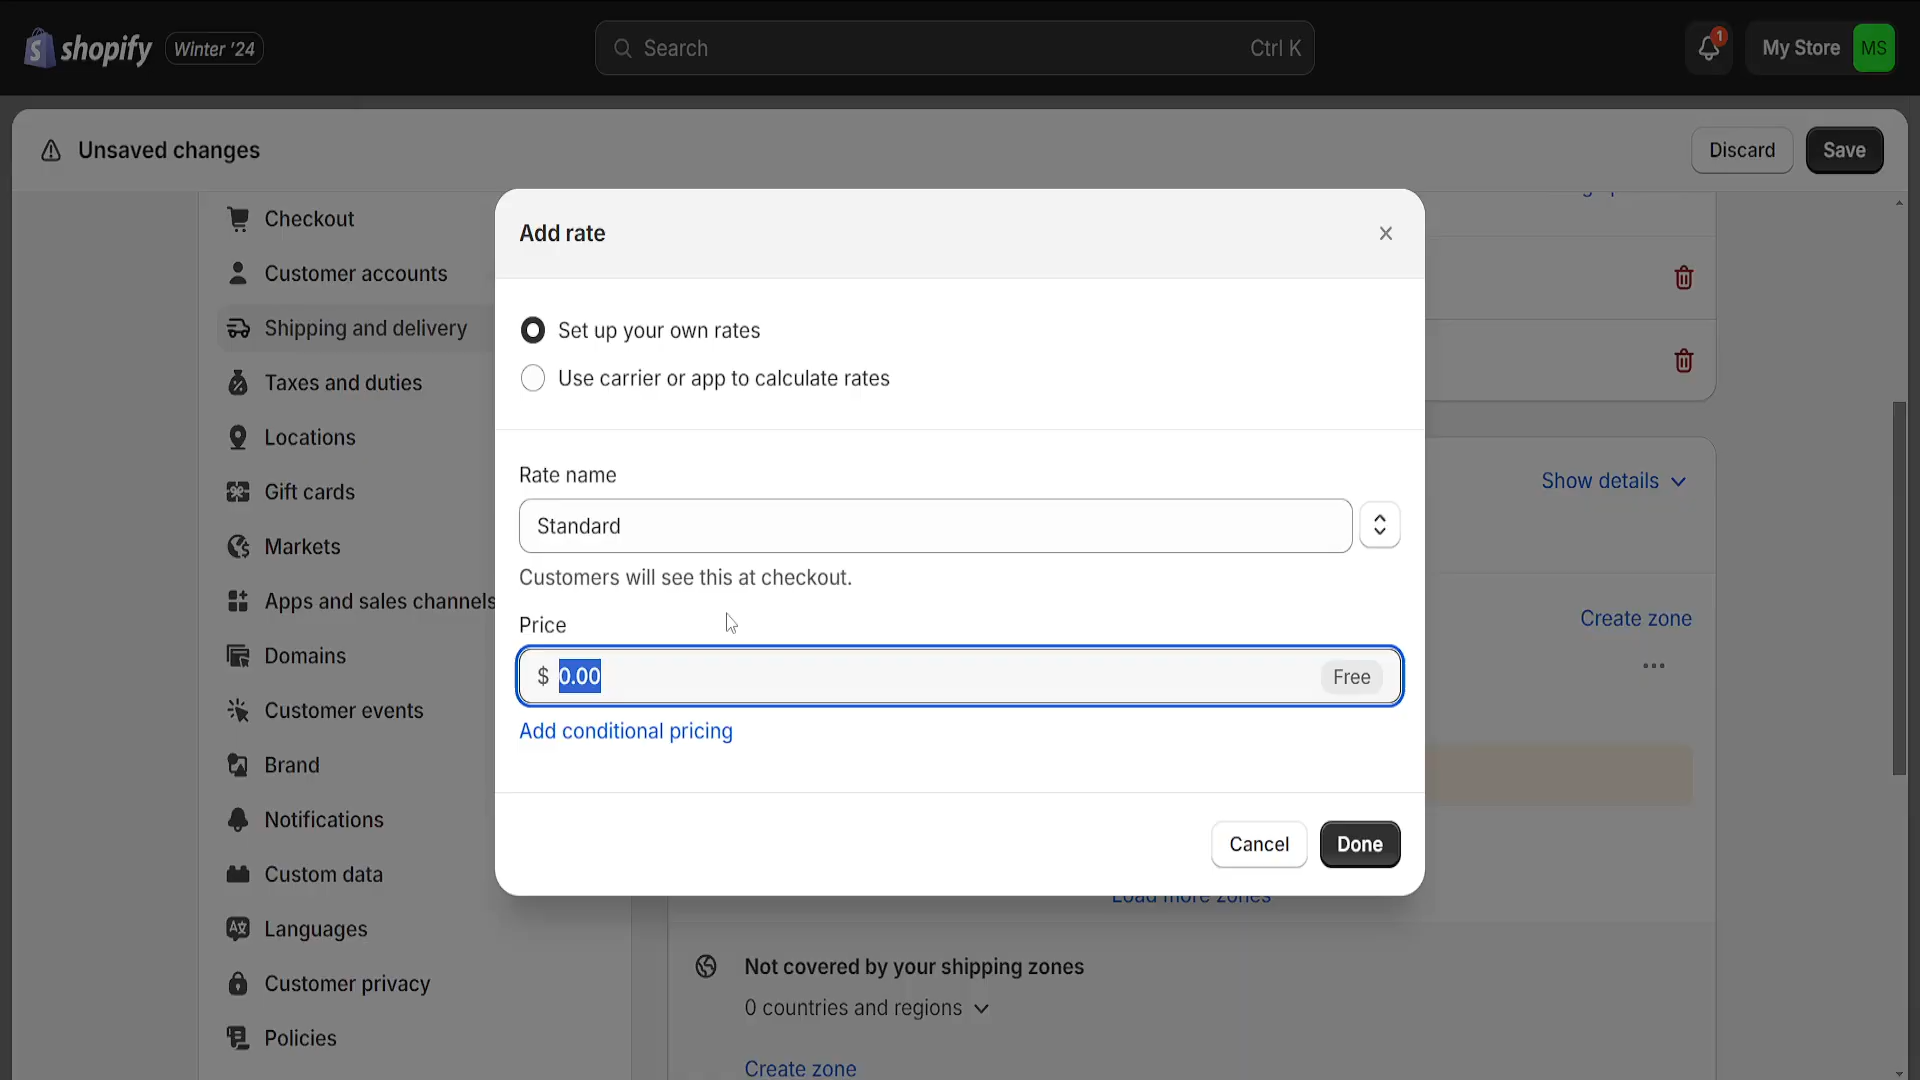 shopify
Winter '24
Search
Ctrl K
1
My Store
MS
Unsaved changes
Discard
Save
Checkout
Customer accounts
Shipping and delivery
Taxes and duties
Locations
Gift cards
Markets
Apps and sales channels
Domains
Customer events
Brand
Notifications
Custom data
Languages
Customer privacy
Policies
Add rate
Set up your own rates
Use carrier or app to calculate rates
Rate name
Standard
Customers will see this at checkout.
Price
$ 0.00
Free
Add conditional pricing
Cancel
Done
Show details
Create zone
Load more zones
Not covered by your shipping zones
0 countries and regions
Create zone